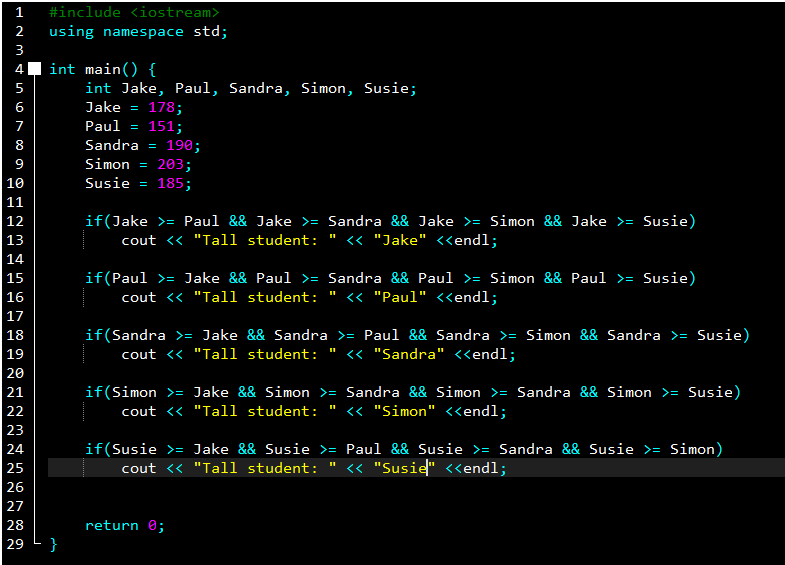 1 #include <iostream>
2 using namespace std;
3
4 int main() {
5 int Jake, Paul, Sandra, Simon, Susie;
6 Jake = 178;
7 Paul = 151;
8 Sandra = 190;
9 Simon = 203;
10 Susie = 185;
11
12 if(Jake >= Paul && Jake >= Sandra && Jake >= Simon && Jake >= Susie)
13 cout << "Tall student: " << "Jake" <<endl;
14
15 if(Paul >= Jake && Paul >= Sandra && Paul >= Simon && Paul >= Susie)
16 cout << "Tall student: " << "Paul" <<endl;
17
18 if(Sandra >= Jake && Sandra >= Paul && Sandra >= Simon && Sandra >= Susie)
19 cout << "Tall student: " << "Sandra" <<endl;
20
21 if(Simon >= Jake && Simon >= Sandra && Simon >= Sandra && Simon >= Susie)
22 cout << "Tall student: " << "Simon" <<endl;
23
24 if(Susie >= Jake && Susie >= Paul && Susie >= Sandra && Susie >= Simon)
25 cout << "Tall student: " << "Susie" <<endl;
26
27
28 return 0;
29 }